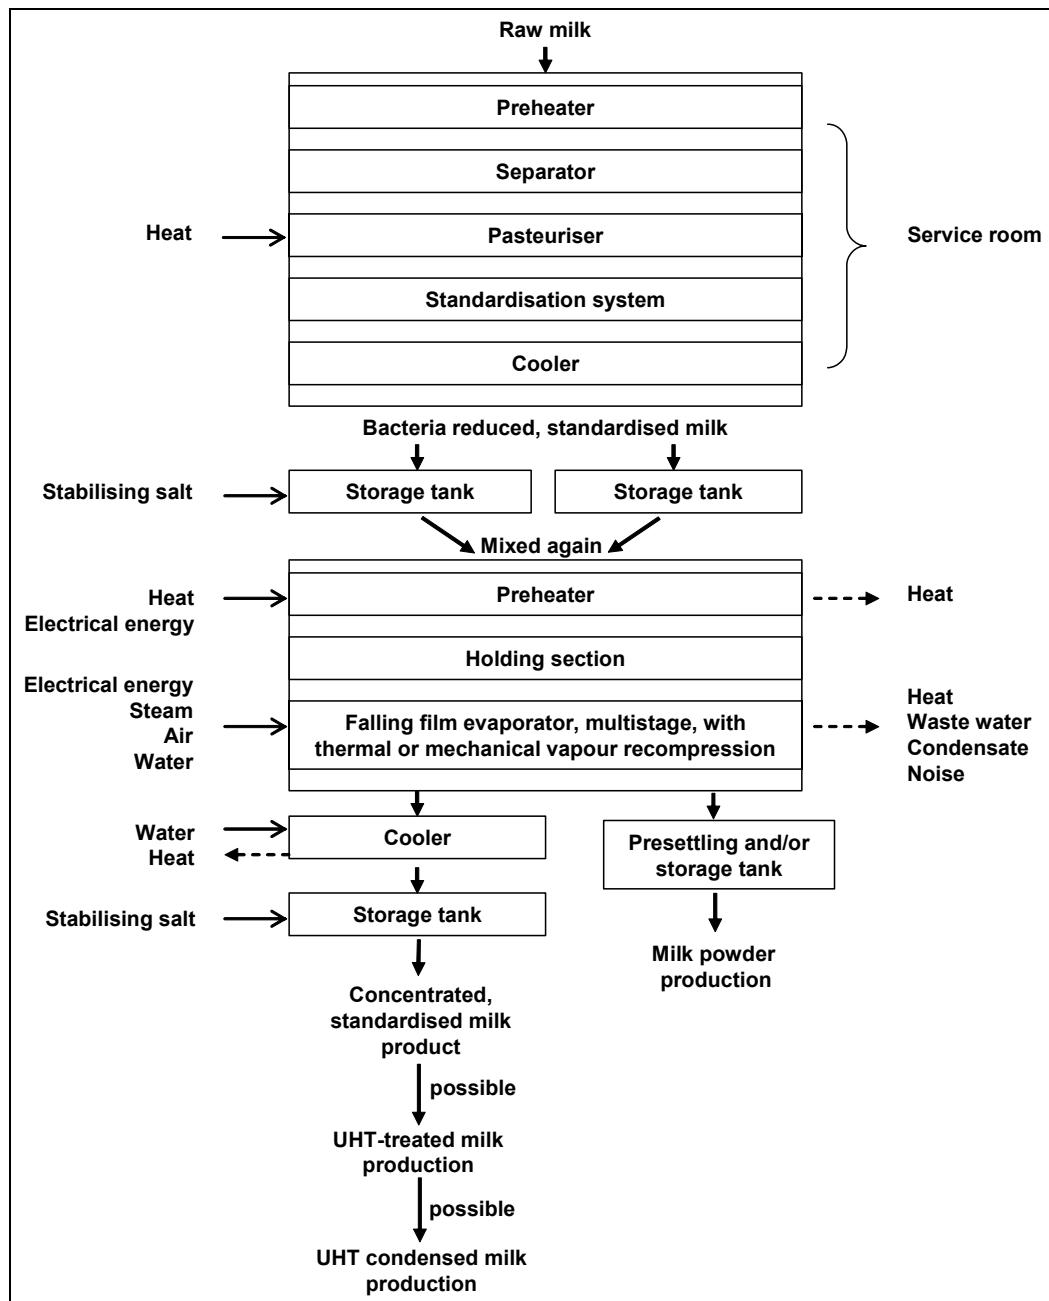 Raw milk
Preheater
Separator
Heat
Pasteuriser
Service room
Standardisation system
Cooler
Bacteria reduced, standardised milk
Stabilising salt
Storage tank
Storage tank
Mixed again
Heat
Electrical energy
Preheater
Heat
Holding section
Electrical energy
Steam
Air
Water
Falling film evaporator, multistage, with
thermal or mechanical vapour recompression
Heat
Waste water
Condensate
Noise
Water
Heat
Cooler
Presettling and/or
storage tank
Stabilising salt
Storage tank
Milk powder
production
Concentrated,
standardised milk
product
possible
UHT-treated milk
production
possible
UHT condensed milk
production